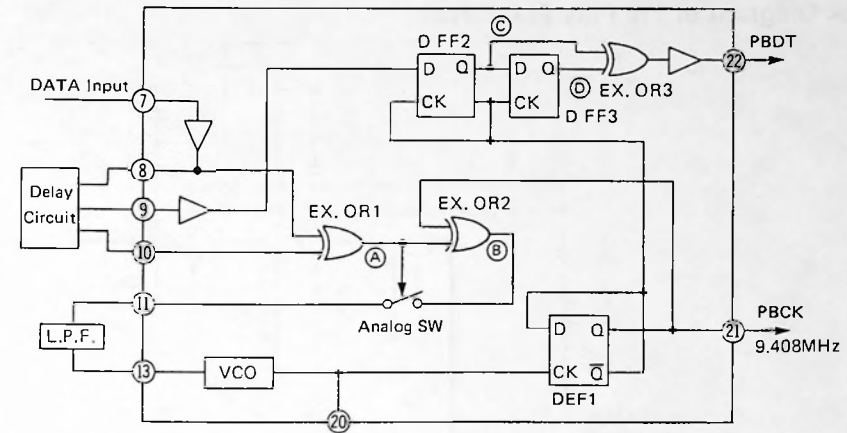 C
D FF2
PBDT
D Q
D Q
22
DATA Input
D
EX. OR3
7
CK
CK
D FF3
8
Delay
Circuit
9
EX. OR1
EX. OR2
10
A
B
11
Analog SW
D Q
PBCK
21
L.P.F.
9.408MHz
13
VCO
CK Q̅
DEF1
20